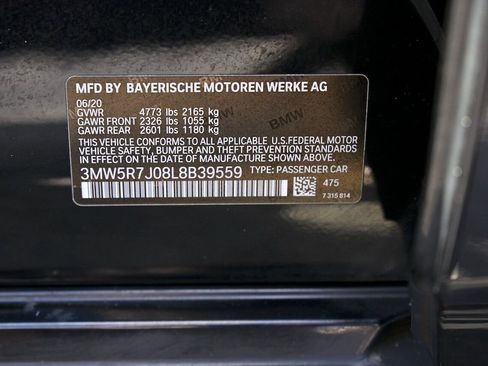 MFD BY BAYERISCHE MOTOREN WERKE AG
06/20
GVWR 4773 lbs 2165 kg
GAWR FRONT 2326 lbs 1055 kg
GAWR REAR 2601 lbs 1180 kg
THIS VEHICLE CONFORMS TO ALL APPLICABLE U.S.FEDERAL MOTOR
VEHICLE SAFETY, BUMPER AND THEFT PREVENTION STANDARDS
IN EFFECT ON THE DATE OF MANUFACTURE SHOWN ABOVE.
3MW5R7J08L8B39559 TYPE: PASSENGER CAR
475
7 315 814
BMW